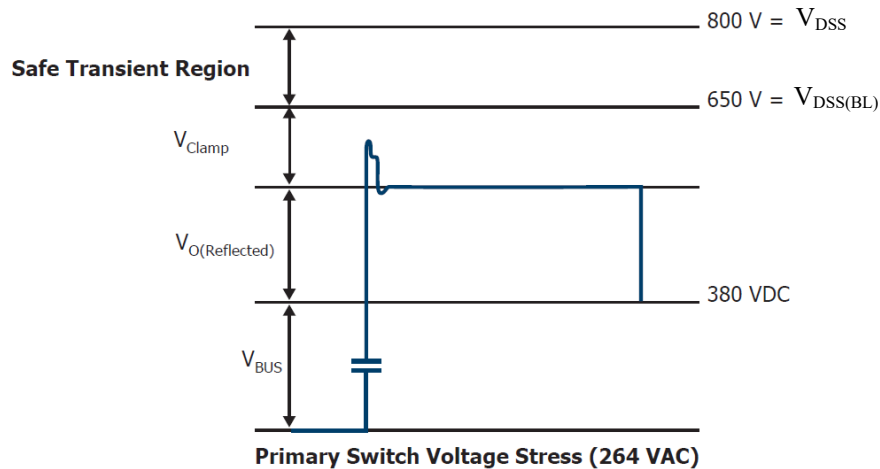 800 V = VDSS
Safe Transient Region
650 V = VDSS(BL)
VClamp
VO(Reflected)
380 VDC
VBUS
Primary Switch Voltage Stress (264 VAC)